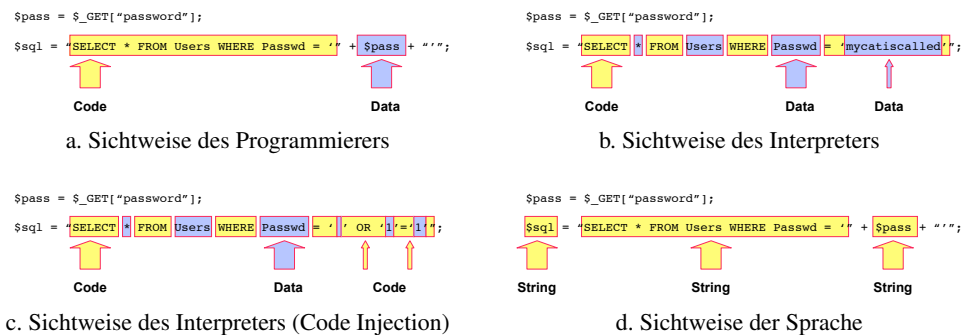 $pass = $_GET["password"];
$sql = "SELECT * FROM Users WHERE Passwd = '" + $pass + "'";
Code Data
a. Sichtweise des Programmierers
$pass = $_GET["password"];
$sql = "SELECT * FROM Users WHERE Passwd = 'mycatiscalled'";
Code Data Data
b. Sichtweise des Interpreters
$pass = $_GET["password"];
$sql = "SELECT * FROM Users WHERE Passwd = '' OR '1'='1'";
Code Data Code
c. Sichtweise des Interpreters (Code Injection)
$pass = $_GET["password"];
$sql = "SELECT * FROM Users WHERE Passwd = '" + $pass + "'";
String String String
d. Sichtweise der Sprache